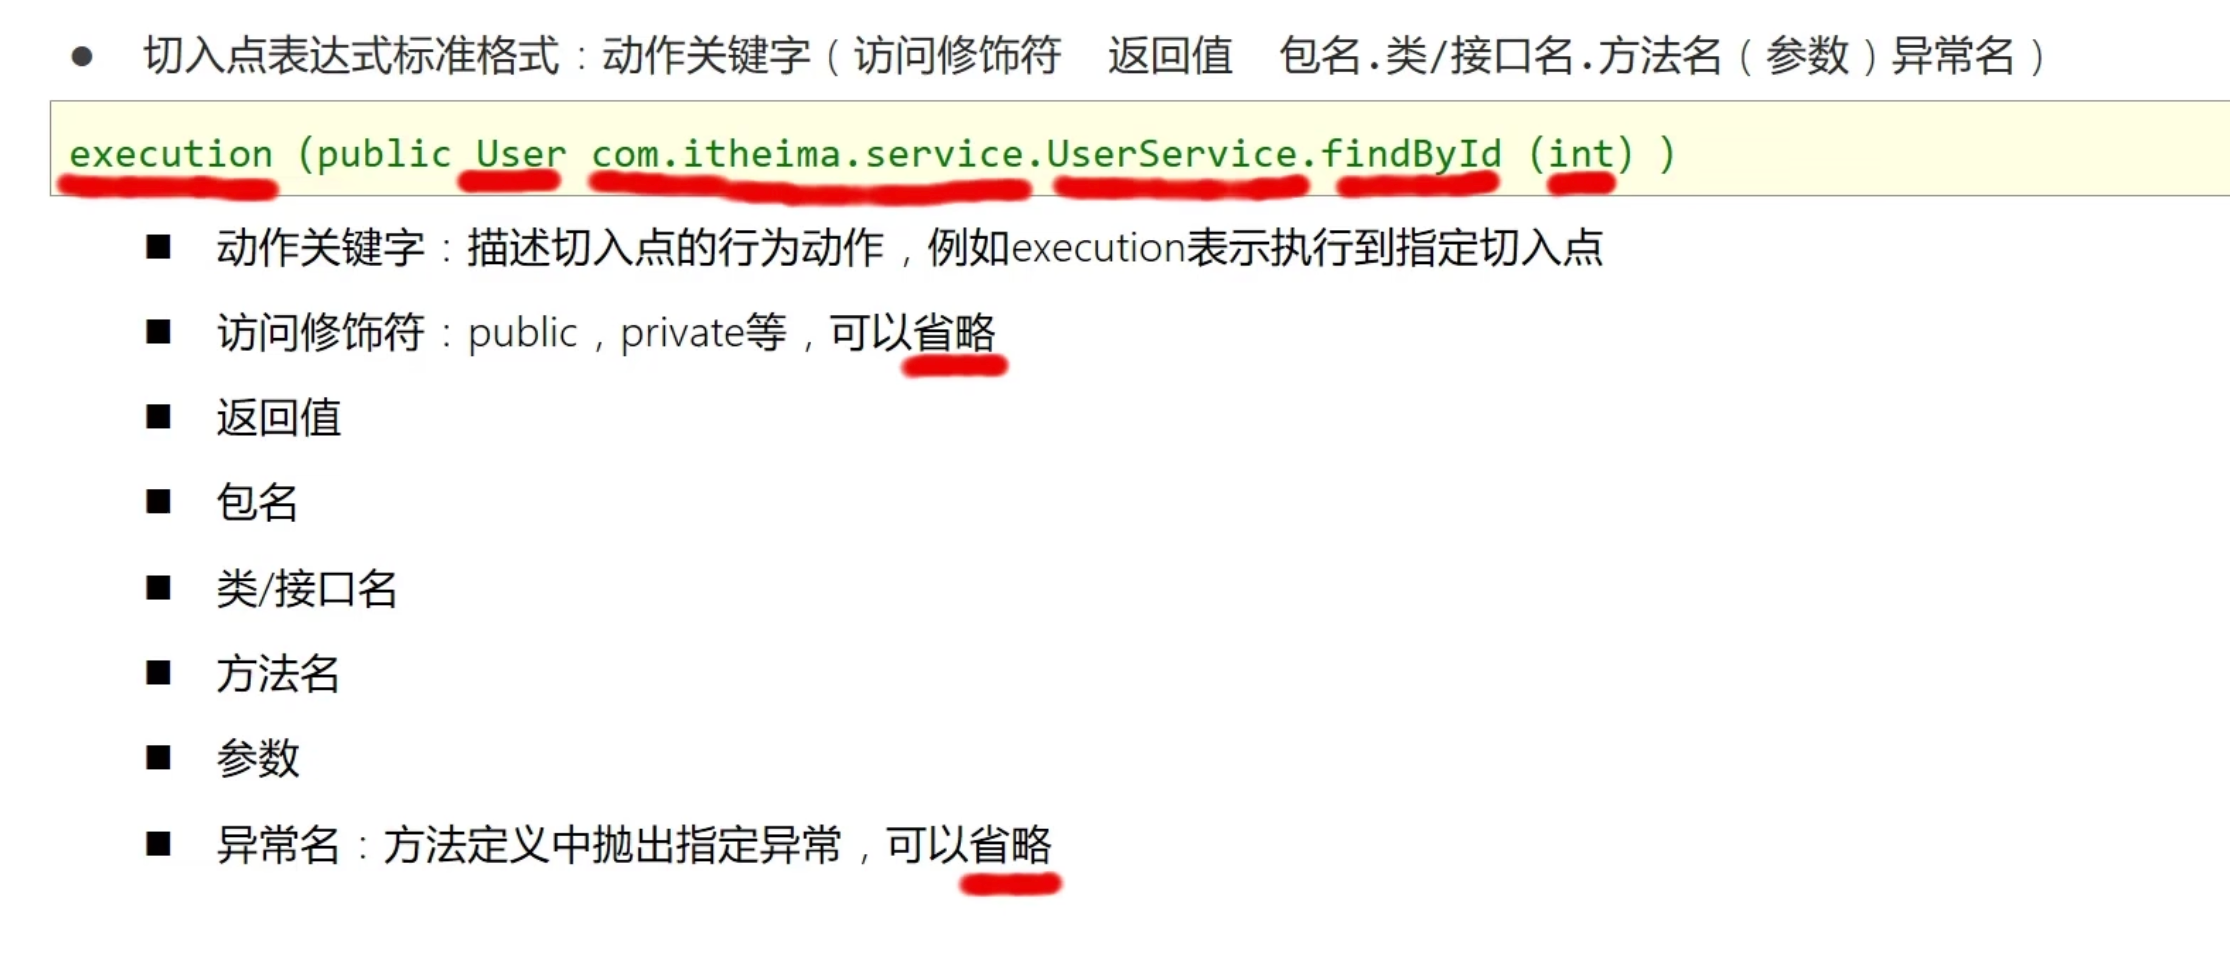 ● 切入点表达式标准格式：动作关键字（访问修饰符 返回值 包名.类/接口名.方法名（参数）异常名）
execution (public User com.itheima.service.UserService.findById (int) )
■ 动作关键字：描述切入点的行为动作，例如execution表示执行到指定切入点
■ 访问修饰符：public，private等，可以省略
■ 返回值
■ 包名
■ 类/接口名
■ 方法名
■ 参数
■ 异常名：方法定义中抛出指定异常，可以省略